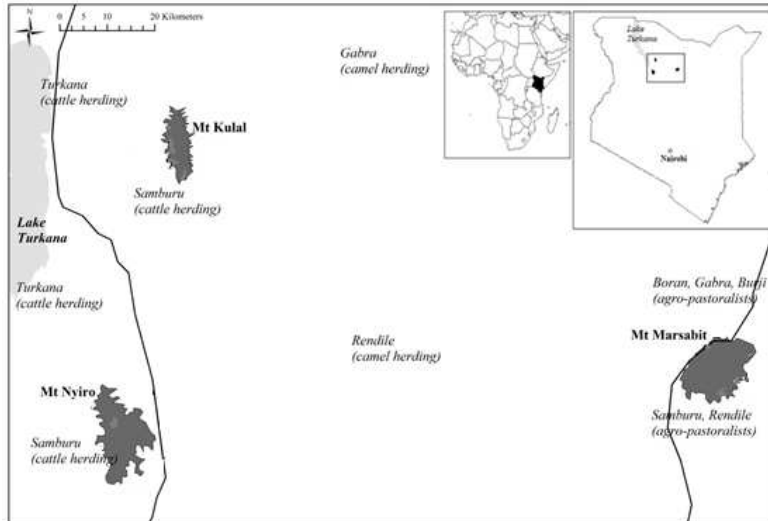 0 5 10 20 Kilometers
Turkana
(cattle herding)
Gabra
(camel herding)
Lake
Turkana
Nairobi
Mt Kulal
Samburu
(cattle herding)
Lake
Turkana
Turkana
(cattle herding)
Boran, Gabra, Burji
(agro-pastoralists)
Rendile
(camel herding)
Mt Marsabit
Mt Nyiro
Samburu
(cattle herding)
Samburu, Rendile
(agro-pastoralists)